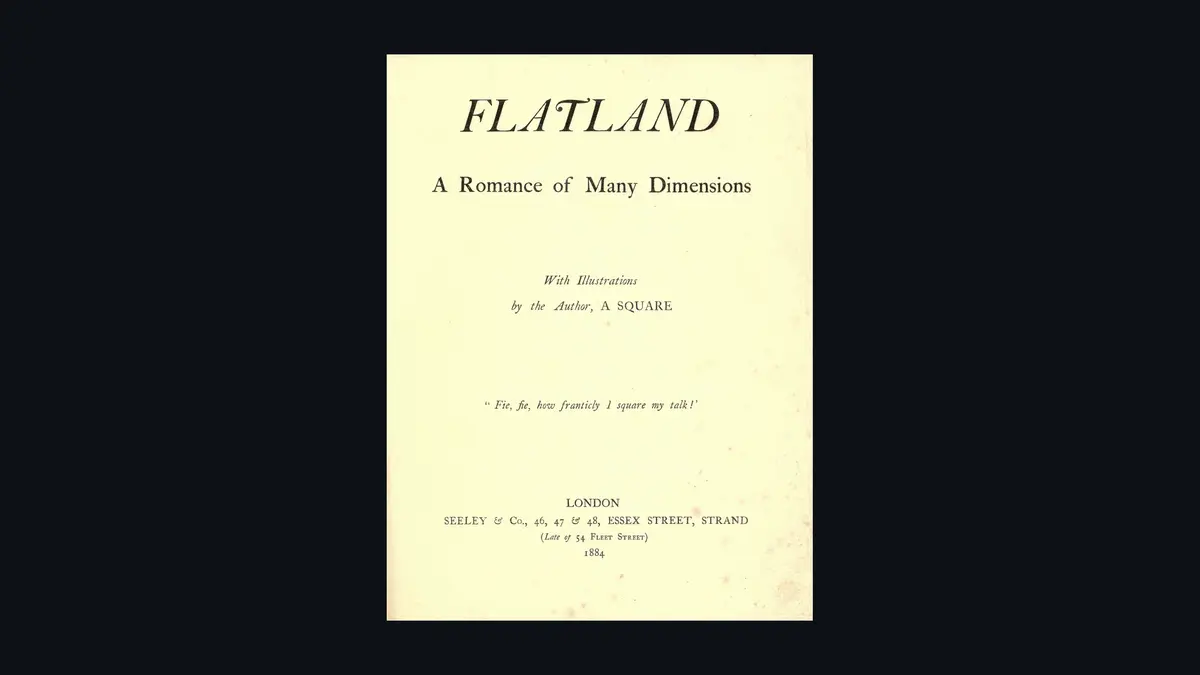 FLATLAND
A Romance of Many Dimensions
With Illustrations
by the Author, A SQUARE
“ Fie, fie, how franticly I square my talk!’
LONDON
SEELEY & Co., 46, 47 & 48, ESSEX STREET, STRAND
(Late of 54 FLEET STREET)
1884